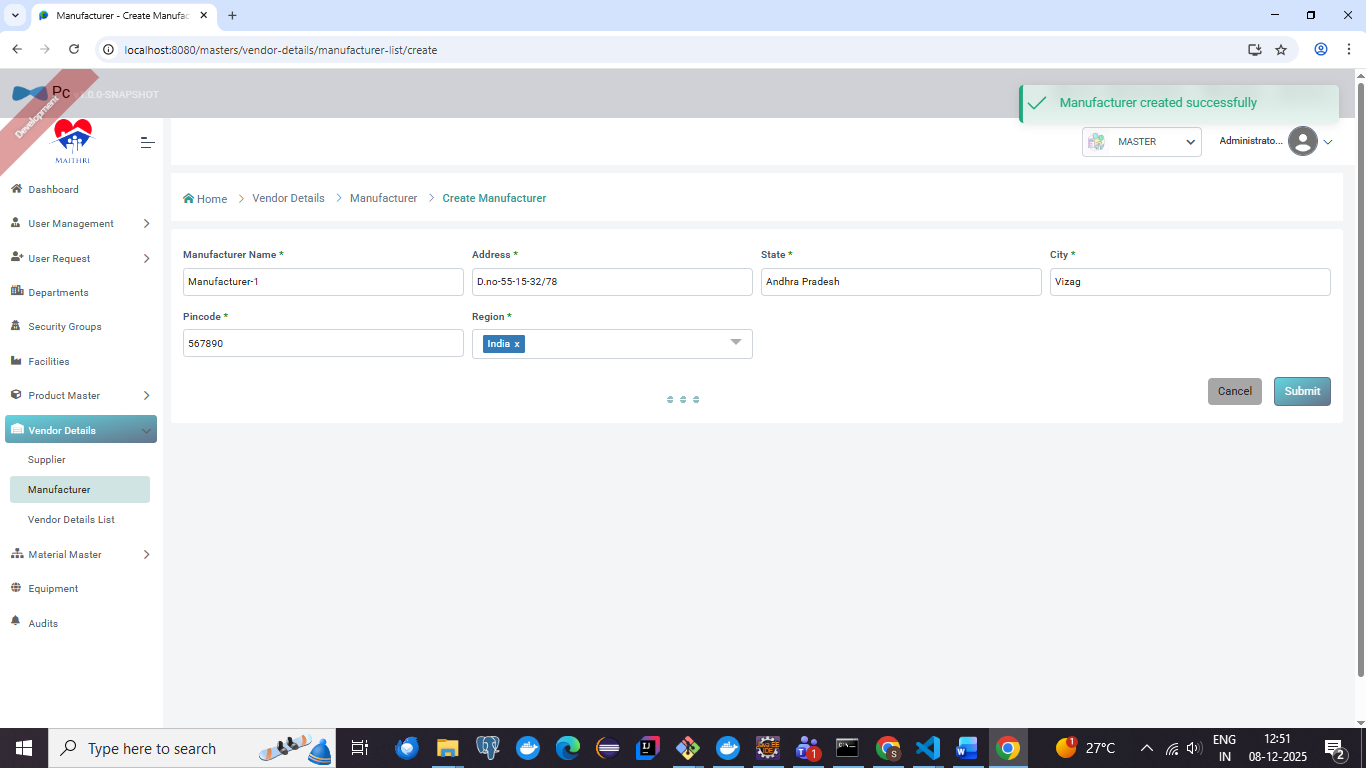 Manufacturer - Create Manufac
localhost:8080/masters/vendor-details/manufacturer-list/create
Pc
1.0.0-SNAPSHOT
Development
Manufacturer created successfully
MAITHRI
MASTER
Administrato...
Dashboard
User Management
User Request
Departments
Security Groups
Facilities
Product Master
Vendor Details
Supplier
Manufacturer
Vendor Details List
Material Master
Equipment
Audits
Home > Vendor Details > Manufacturer > Create Manufacturer
Manufacturer Name * Address * State * City *
Manufacturer-1 D.no-55-15-32/78 Andhra Pradesh Vizag
Pincode * Region *
567890 India x
Cancel Submit
Type here to search
1
S
27°C
ENG
IN
12:51
08-12-2025
2